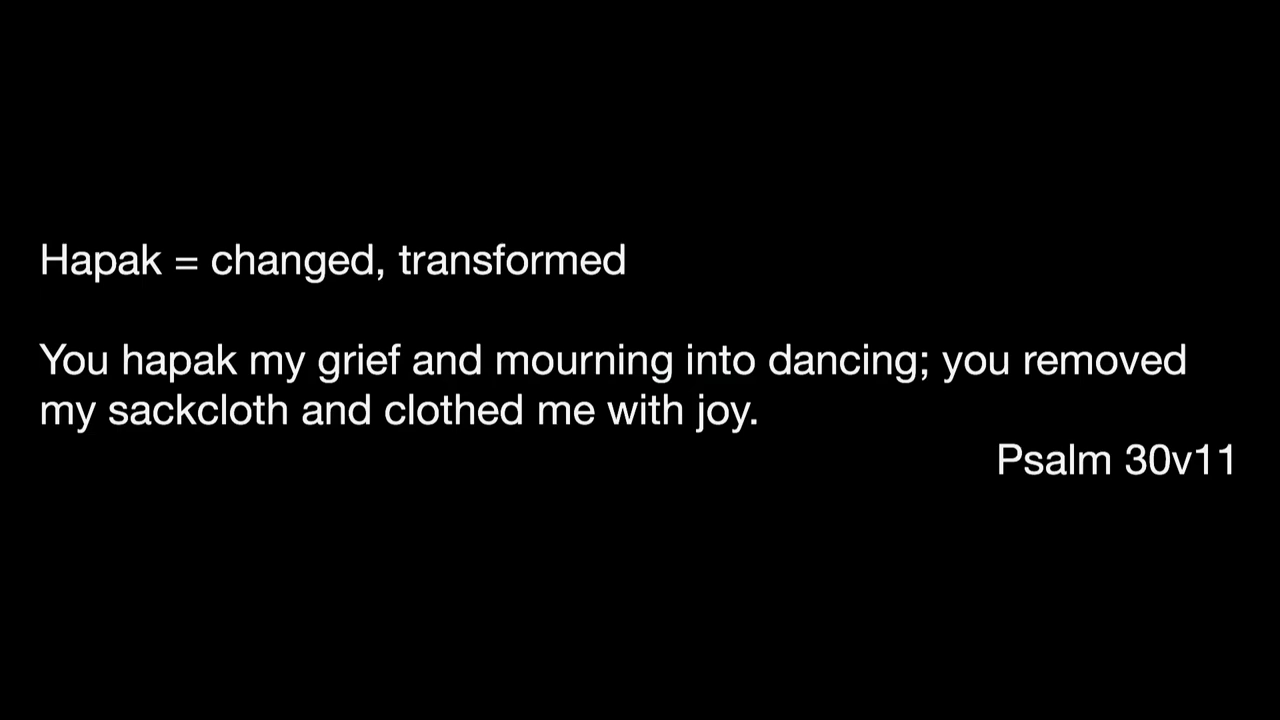 Hapak = changed, transformed
You hapak my grief and mourning into dancing; you removed
my sackcloth and clothed me with joy.
Psalm 30v11